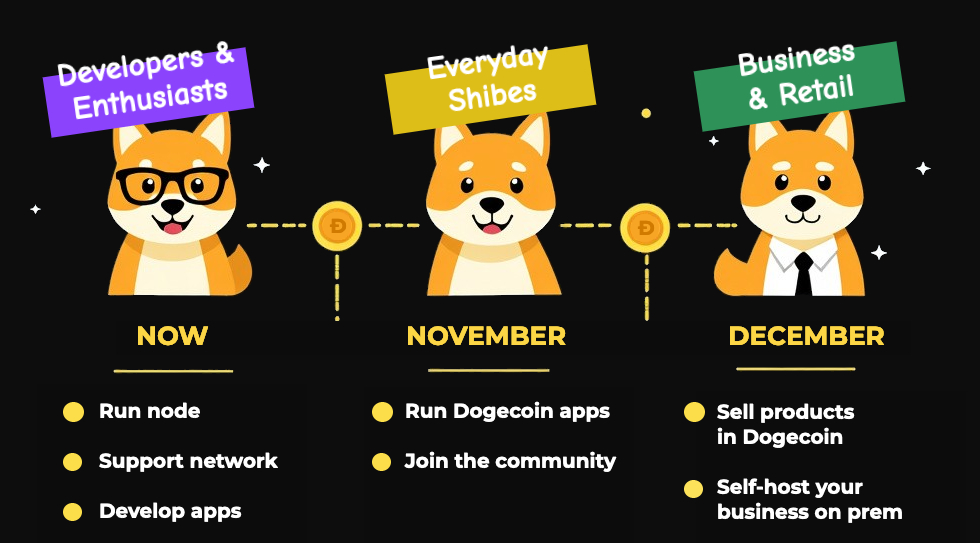 Developers &
Enthusiasts
Everyday
Shibes
Business
& Retail
Ð
Ð
NOW
NOVEMBER
DECEMBER
Run node
Support network
Develop apps
Run Dogecoin apps
Join the community
Sell products
in Dogecoin
Self-host your
business on prem